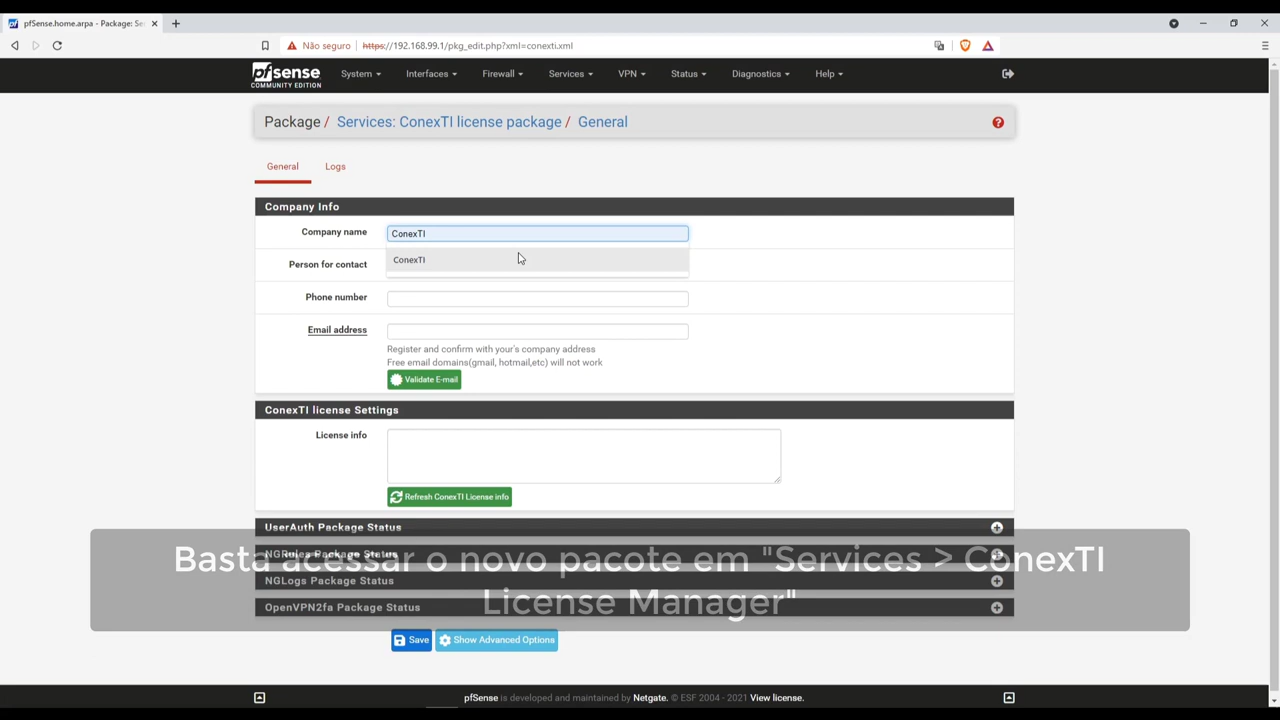 pfSense.home.arpa - Package: Se
Não seguro https://192.168.99.1/pkg_edit.php?xml=conexti.xml
pfsense
COMMUNITY EDITION
System Interfaces Firewall Services VPN Status Diagnostics Help
Package / Services: ConexTI license package / General
General Logs
Company Info
Company name ConexTI
ConexTI
Person for contact
Phone number
Email address
Register and confirm with your's company address
Free email domains(gmail, hotmail,etc) will not work
Validate E-mail
ConexTI license Settings
License info
Refresh ConexTI License info
UserAuth Package Status
NGRules Package Status
NGLogs Package Status
OpenVPN2fa Package Status
Basta acessar o novo pacote em "Services > ConexTI
License Manager"
Save Show Advanced Options
pfSense is developed and maintained by Netgate. © ESF 2004 - 2021 View license.